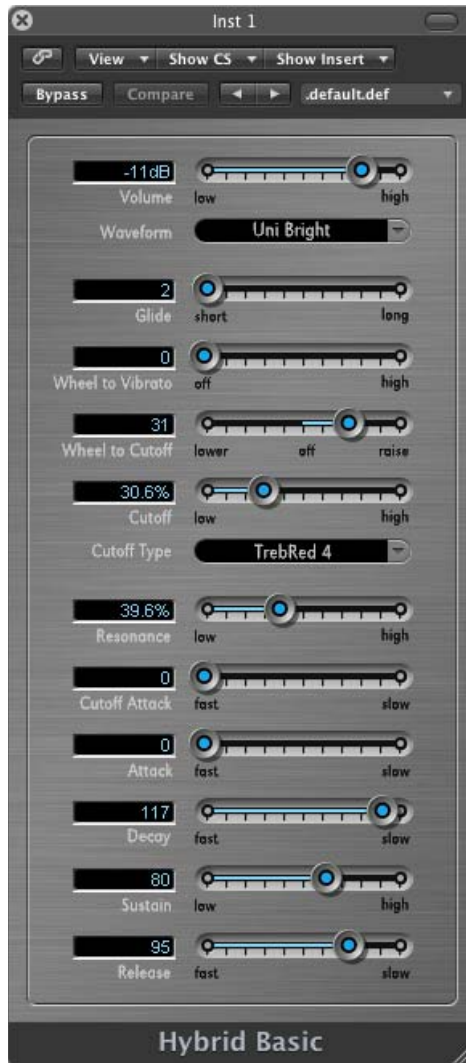 Inst 1
View Show CS Show Insert
Bypass Compare .default.def
-11dB
Volume low high
Waveform Uni Bright
2
Glide short long
0
Wheel to Vibrato off high
31
Wheel to Cutoff lower off raise
30.6%
Cutoff low high
Cutoff Type TrebRed 4
39.6%
Resonance low high
0
Cutoff Attack fast slow
0
Attack fast slow
117
Decay fast slow
80
Sustain low high
95
Release fast slow
Hybrid Basic